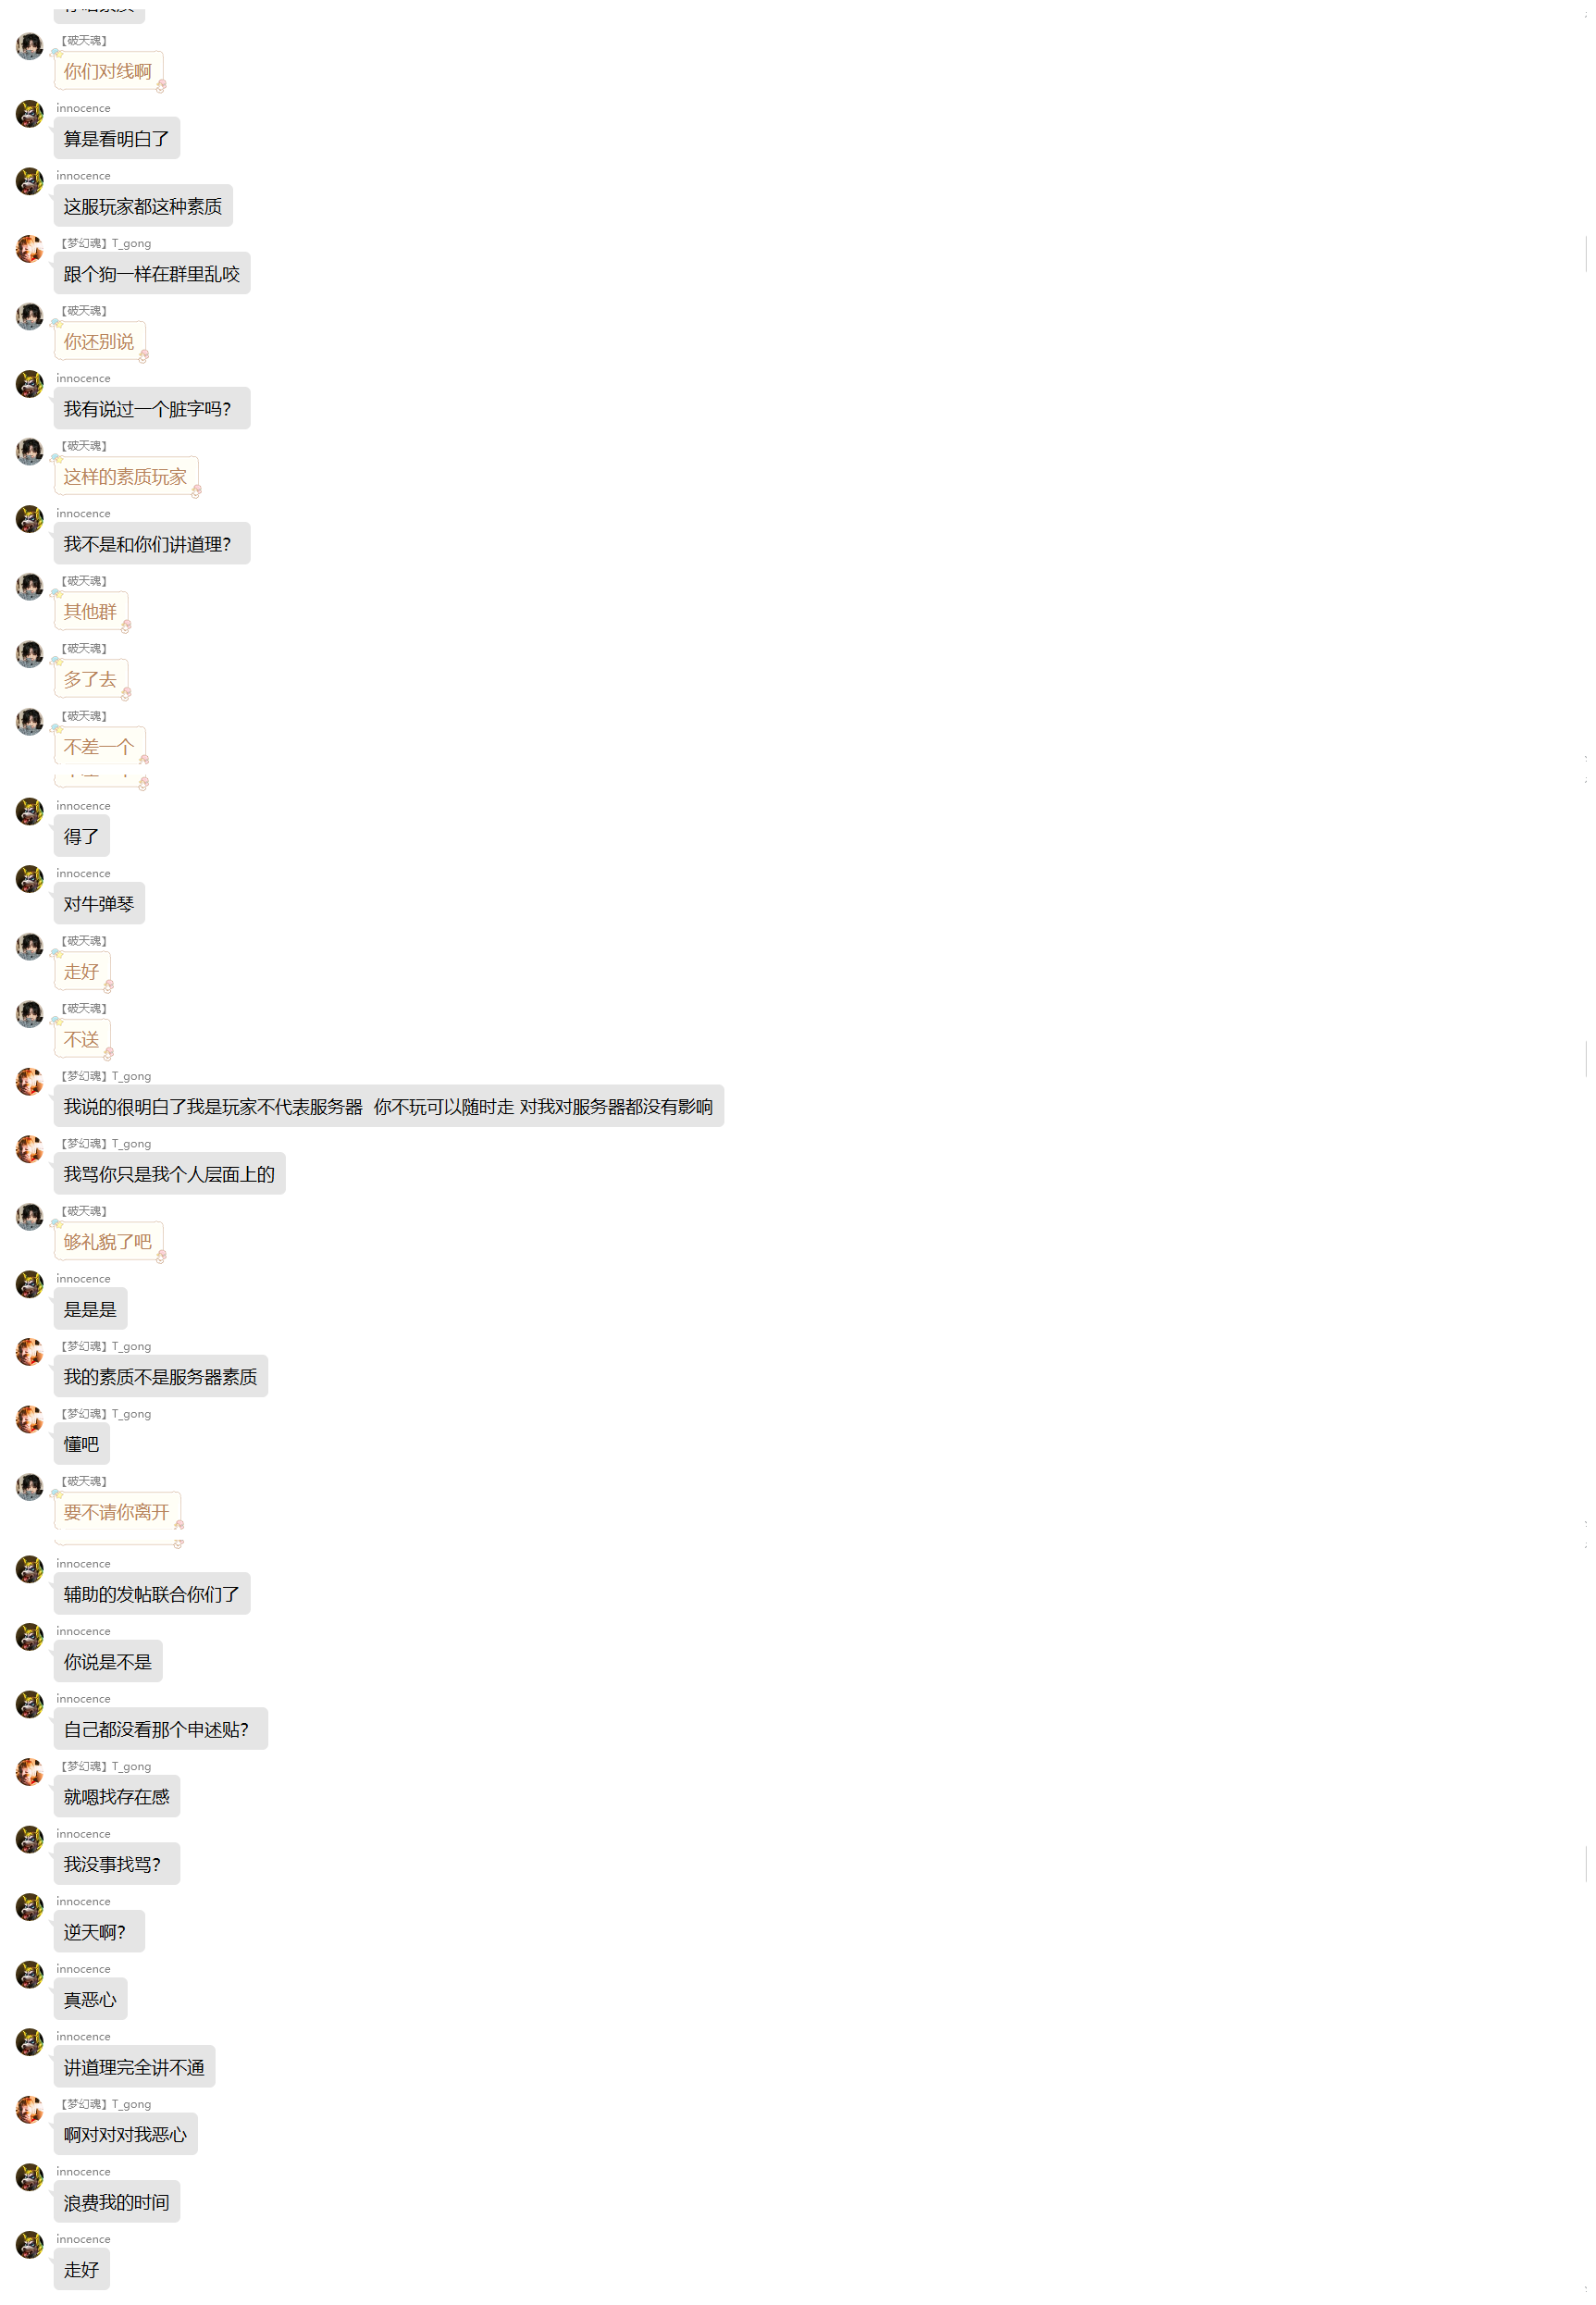 【破天魂】
你们对线啊
innocence
算是看明白了
innocence
这服玩家都这种素质
【梦幻魂】T_gong
跟个狗一样在群里乱咬
【破天魂】
你还别说
innocence
我有说过一个脏字吗?
【破天魂】
这样的素质玩家
innocence
我不是和你们讲道理?
【破天魂】
其他群
【破天魂】
多了去
【破天魂】
不差一个
innocence
得了
innocence
对牛弹琴
【破天魂】
走好
【破天魂】
不送
【梦幻魂】T_gong
我说的很明白了我是玩家不代表服务器  你不玩可以随时走 对我对服务器都没有影响
【梦幻魂】T_gong
我骂你只是我个人层面上的
【破天魂】
够礼貌了吧
innocence
是是是
【梦幻魂】T_gong
我的素质不是服务器素质
【梦幻魂】T_gong
懂吧
【破天魂】
要不请你离开
innocence
辅助的发帖联合你们了
innocence
你说是不是
innocence
自己都没看那个申述贴?
【梦幻魂】T_gong
就嗯找存在感
innocence
我没事找骂?
innocence
逆天啊?
innocence
真恶心
innocence
讲道理完全讲不通
【梦幻魂】T_gong
啊对对对我恶心
innocence
浪费我的时间
innocence
走好